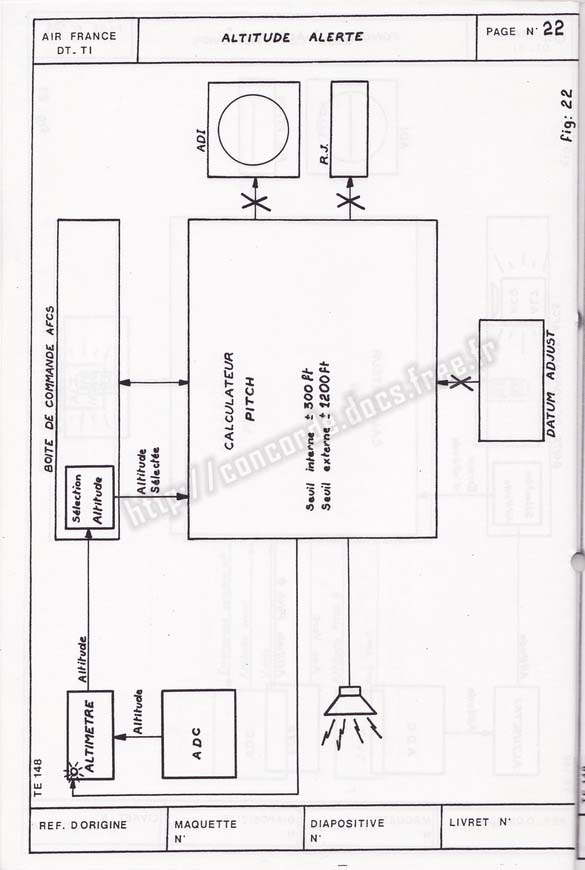 AIR FRANCE
DT. TI
ALTITUDE ALERTE
PAGE N° 22
Fig: 22
ADI
R.J.
BOITE DE COMMANDE AFCS
Sélection
Altitude
Altitude
Sélectée
CALCULATEUR
PITCH
Seuil interne ± 300 ft
Seuil externe ± 1200 ft
DATUM ADJUST
Altitude
ALTIMETRE
Altitude
ADC
http://concorde.docs.free.fr
TE 148
REF. D'ORIGINE
MAQUETTE
N°
DIAPOSITIVE
N°
LIVRET N°